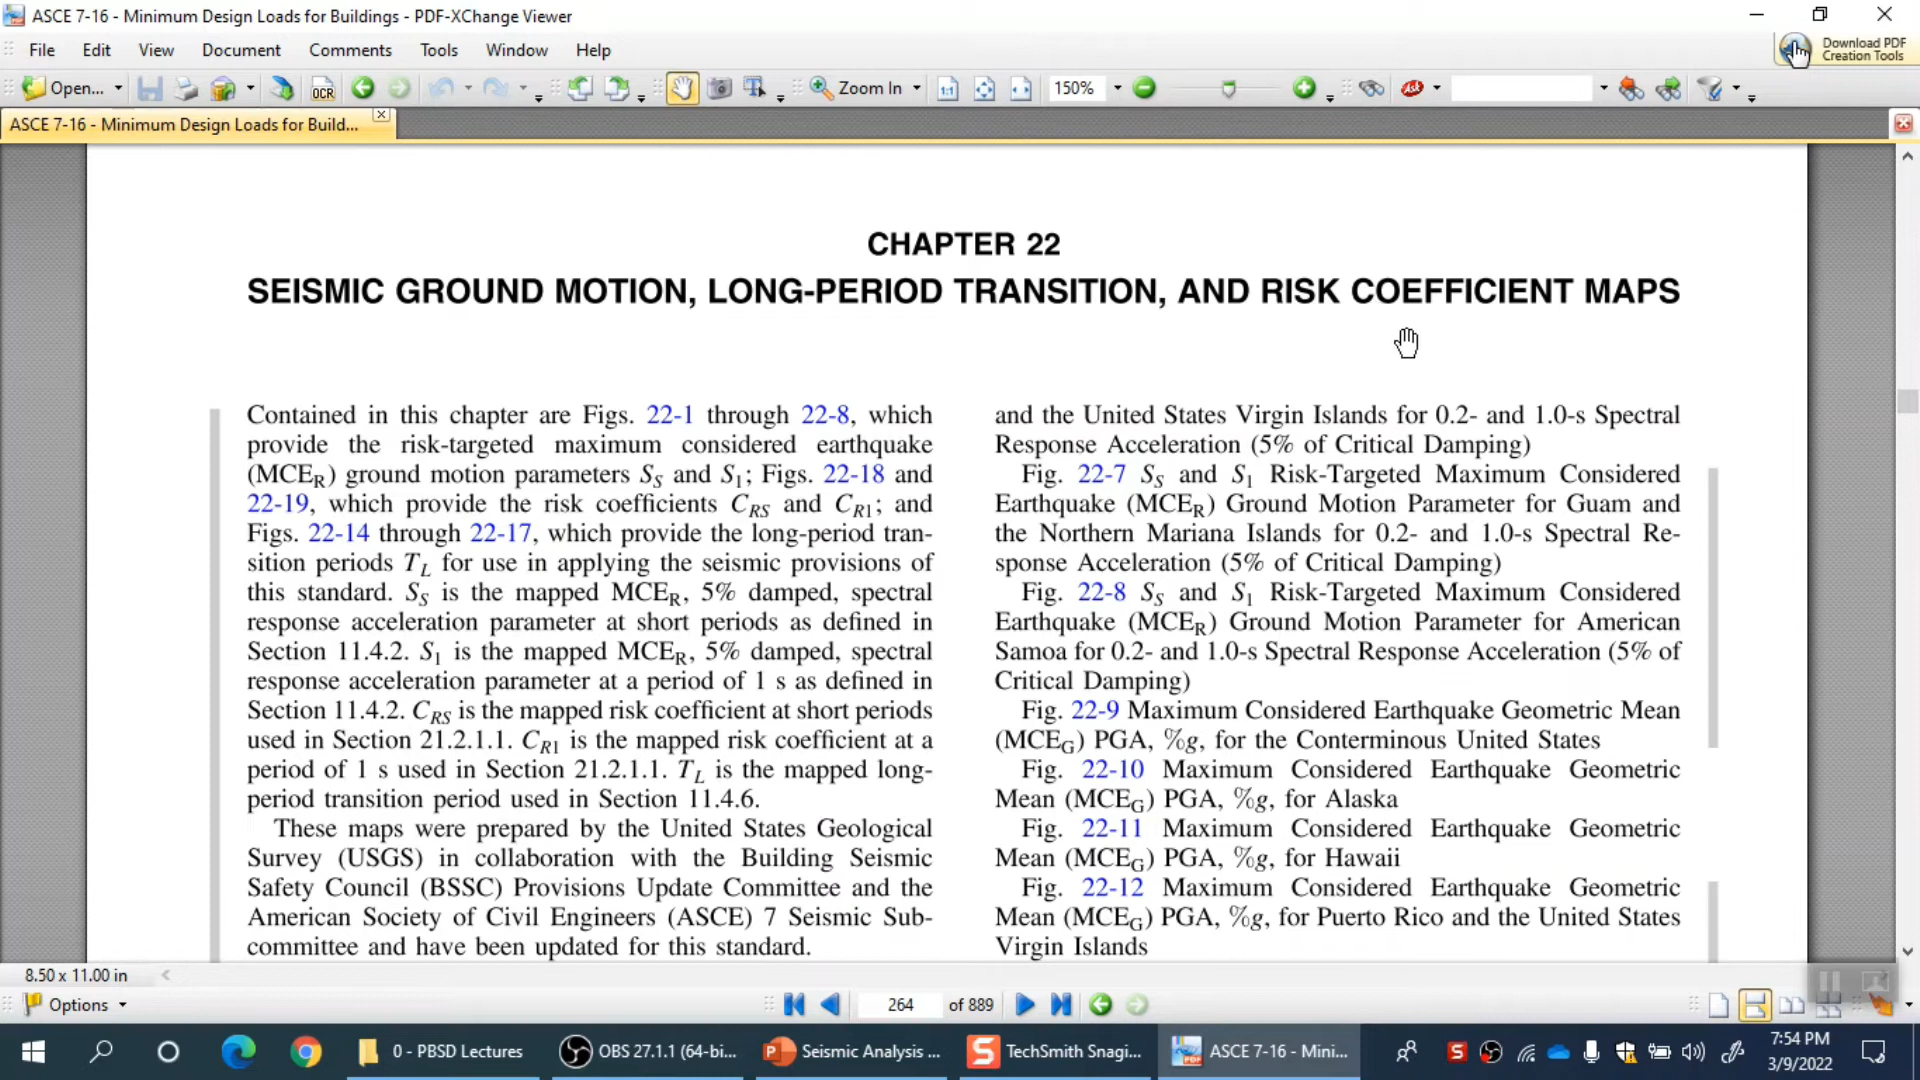 ASCE 7-16 - Minimum Design Loads for Buildings - PDF-XChange Viewer
File Edit View Document Comments Tools Window Help
Download PDF
Creation Tools
Open... OCR Zoom In 1:1 150%
ASCE 7-16 - Minimum Design Loads for Build...
CHAPTER 22
SEISMIC GROUND MOTION, LONG-PERIOD TRANSITION, AND RISK COEFFICIENT MAPS
Contained in this chapter are Figs. 22-1 through 22-8, which
provide the risk-targeted maximum considered earthquake
(MCER) ground motion parameters SS and S1; Figs. 22-18 and
22-19, which provide the risk coefficients CRS and CR1; and
Figs. 22-14 through 22-17, which provide the long-period tran-
sition periods TL for use in applying the seismic provisions of
this standard. SS is the mapped MCER, 5% damped, spectral
response acceleration parameter at short periods as defined in
Section 11.4.2. S1 is the mapped MCER, 5% damped, spectral
response acceleration parameter at a period of 1 s as defined in
Section 11.4.2. CRS is the mapped risk coefficient at short periods
used in Section 21.2.1.1. CR1 is the mapped risk coefficient at a
period of 1 s used in Section 21.2.1.1. TL is the mapped long-
period transition period used in Section 11.4.6.
These maps were prepared by the United States Geological
Survey (USGS) in collaboration with the Building Seismic
Safety Council (BSSC) Provisions Update Committee and the
American Society of Civil Engineers (ASCE) 7 Seismic Sub-
committee and have been updated for this standard.
and the United States Virgin Islands for 0.2- and 1.0-s Spectral
Response Acceleration (5% of Critical Damping)
Fig. 22-7 SS and S1 Risk-Targeted Maximum Considered
Earthquake (MCER) Ground Motion Parameter for Guam and
the Northern Mariana Islands for 0.2- and 1.0-s Spectral Re-
sponse Acceleration (5% of Critical Damping)
Fig. 22-8 SS and S1 Risk-Targeted Maximum Considered
Earthquake (MCER) Ground Motion Parameter for American
Samoa for 0.2- and 1.0-s Spectral Response Acceleration (5% of
Critical Damping)
Fig. 22-9 Maximum Considered Earthquake Geometric Mean
(MCEG) PGA, %g, for the Conterminous United States
Fig. 22-10 Maximum Considered Earthquake Geometric
Mean (MCEG) PGA, %g, for Alaska
Fig. 22-11 Maximum Considered Earthquake Geometric
Mean (MCEG) PGA, %g, for Hawaii
Fig. 22-12 Maximum Considered Earthquake Geometric
Mean (MCEG) PGA, %g, for Puerto Rico and the United States
Virgin Islands
8.50 x 11.00 in
Options 264 of 889
0 - PBSD Lectures OBS 27.1.1 (64-bi... Seismic Analysis ... TechSmith Snagi... ASCE 7-16 - Mini... 7:54 PM
3/9/2022